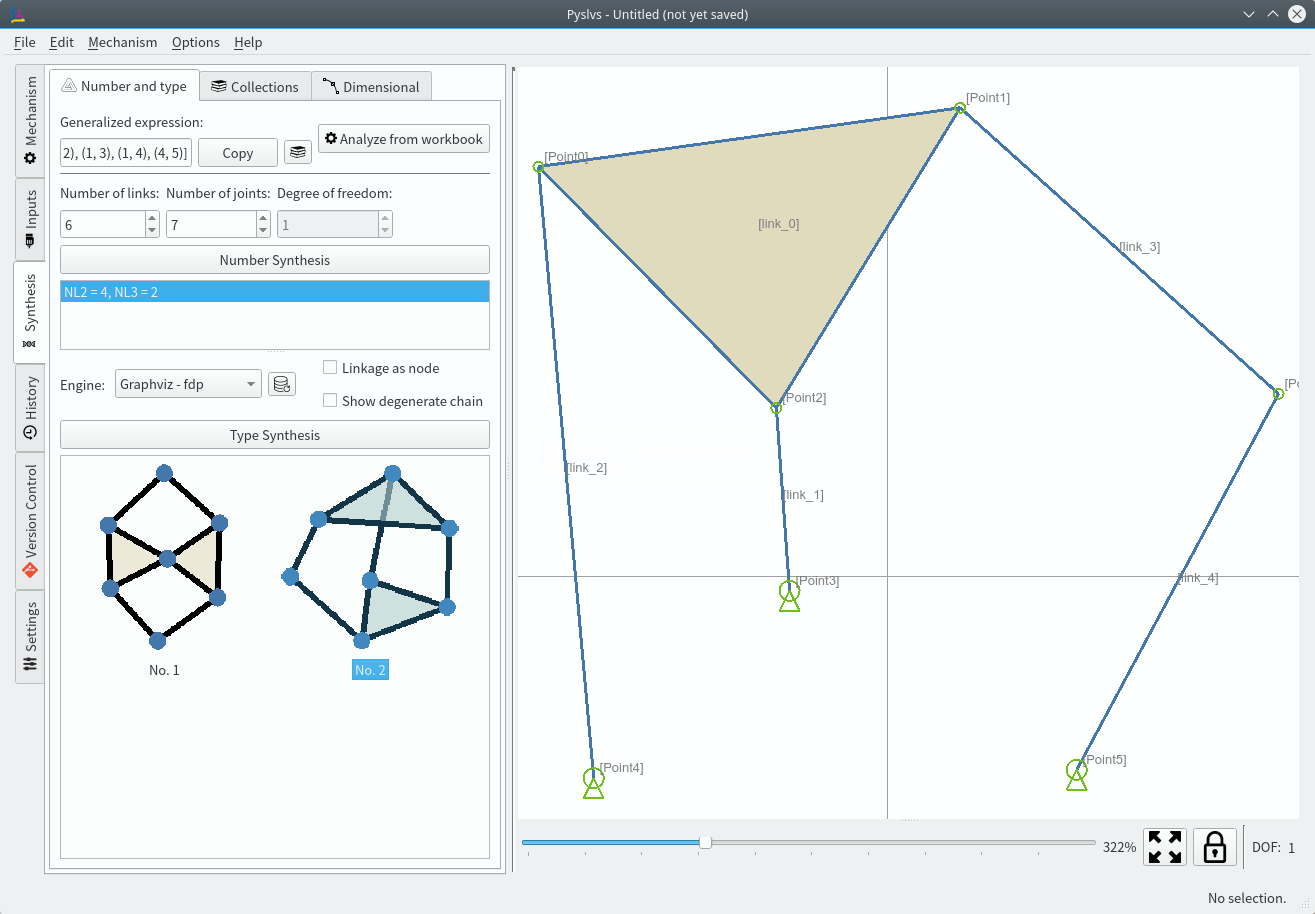 Pyslvs - Untitled (not yet saved)
File Edit Mechanism Options Help
Mechanism
Inputs
Synthesis
History
Version Control
Settings
Number and type Collections Dimensional
Generalized expression:
2), (1, 3), (1, 4), (4, 5)] Copy Analyze from workbook
Number of links: Number of joints: Degree of freedom:
6 7 1
Number Synthesis
NL2 = 4, NL3 = 2
Engine: Graphviz - fdp
Linkage as node
Show degenerate chain
Type Synthesis
No. 1 No. 2
[Point1]
[Point0]
[link_0]
[link_3]
[Po
[Point2]
[link_2]
[link_1]
[Point3]
[link_4]
[Point4]
[Point5]
322% DOF: 1
No selection.